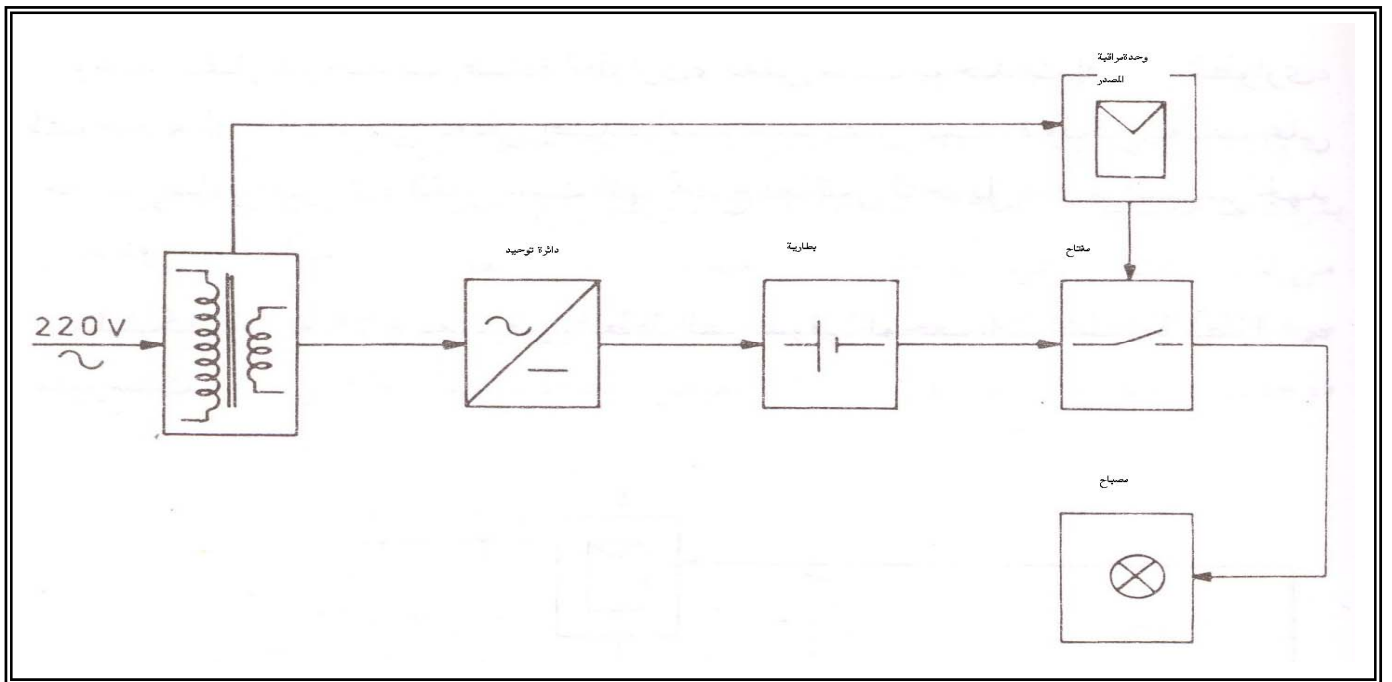 وحدة مراقبة
المصدر
دائرة توحيد
بطارية
مفتاح
220V
مصباح